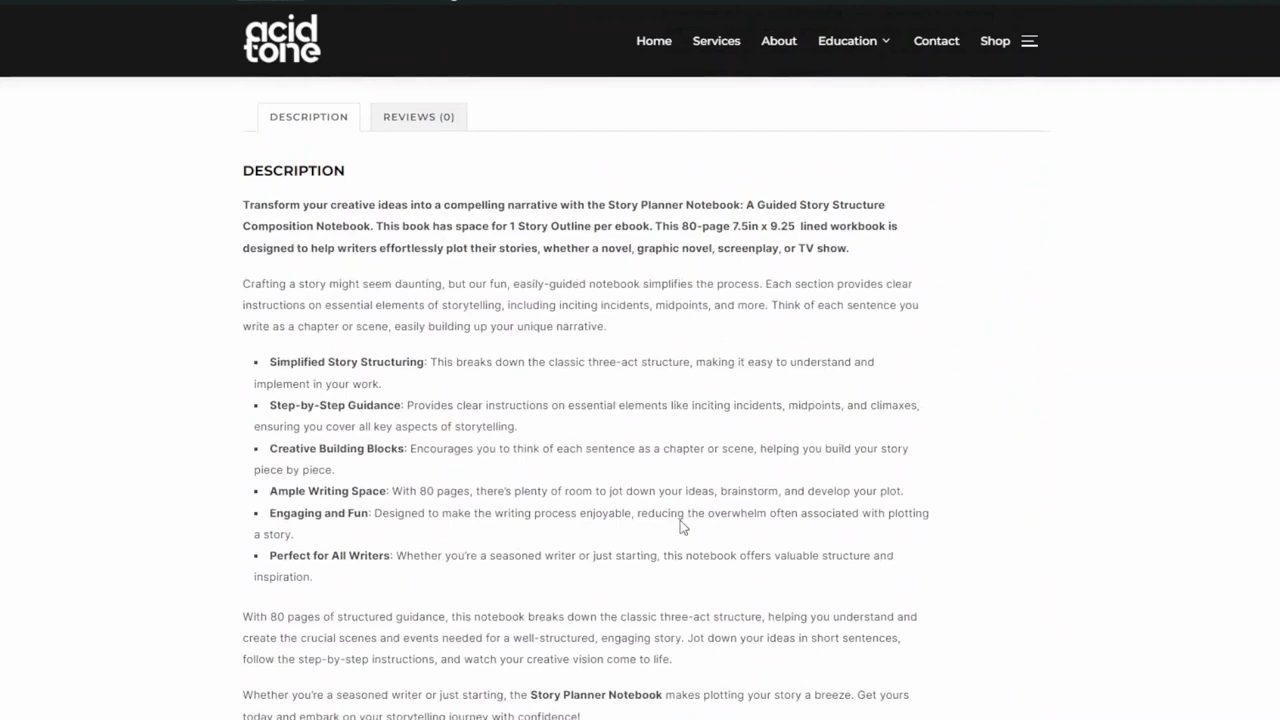 acid
tone
Home Services About Education Contact Shop
DESCRIPTION REVIEWS (0)
DESCRIPTION
Transform your creative ideas into a compelling narrative with the Story Planner Notebook: A Guided Story Structure
Composition Notebook. This book has space for 1 Story Outline per ebook. This 80-page 7.5in x 9.25 lined workbook is
designed to help writers effortlessly plot their stories, whether a novel, graphic novel, screenplay, or TV show.
Crafting a story might seem daunting, but our fun, easily-guided notebook simplifies the process. Each section provides clear
instructions on essential elements of storytelling, including inciting incidents, midpoints, and more. Think of each sentence you
write as a chapter or scene, easily building up your unique narrative.
▪ Simplified Story Structuring: This breaks down the classic three-act structure, making it easy to understand and
implement in your work.
▪ Step-by-Step Guidance: Provides clear instructions on essential elements like inciting incidents, midpoints, and climaxes,
ensuring you cover all key aspects of storytelling.
▪ Creative Building Blocks: Encourages you to think of each sentence as a chapter or scene, helping you build your story
piece by piece.
▪ Ample Writing Space: With 80 pages, there's plenty of room to jot down your ideas, brainstorm, and develop your plot.
▪ Engaging and Fun: Designed to make the writing process enjoyable, reducing the overwhelm often associated with plotting
a story.
▪ Perfect for All Writers: Whether you're a seasoned writer or just starting, this notebook offers valuable structure and
inspiration.
With 80 pages of structured guidance, this notebook breaks down the classic three-act structure, helping you understand and
create the crucial scenes and events needed for a well-structured, engaging story. Jot down your ideas in short sentences,
follow the step-by-step instructions, and watch your creative vision come to life.
Whether you're a seasoned writer or just starting, the Story Planner Notebook makes plotting your story a breeze. Get yours
today and embark on your storytelling journey with confidence!